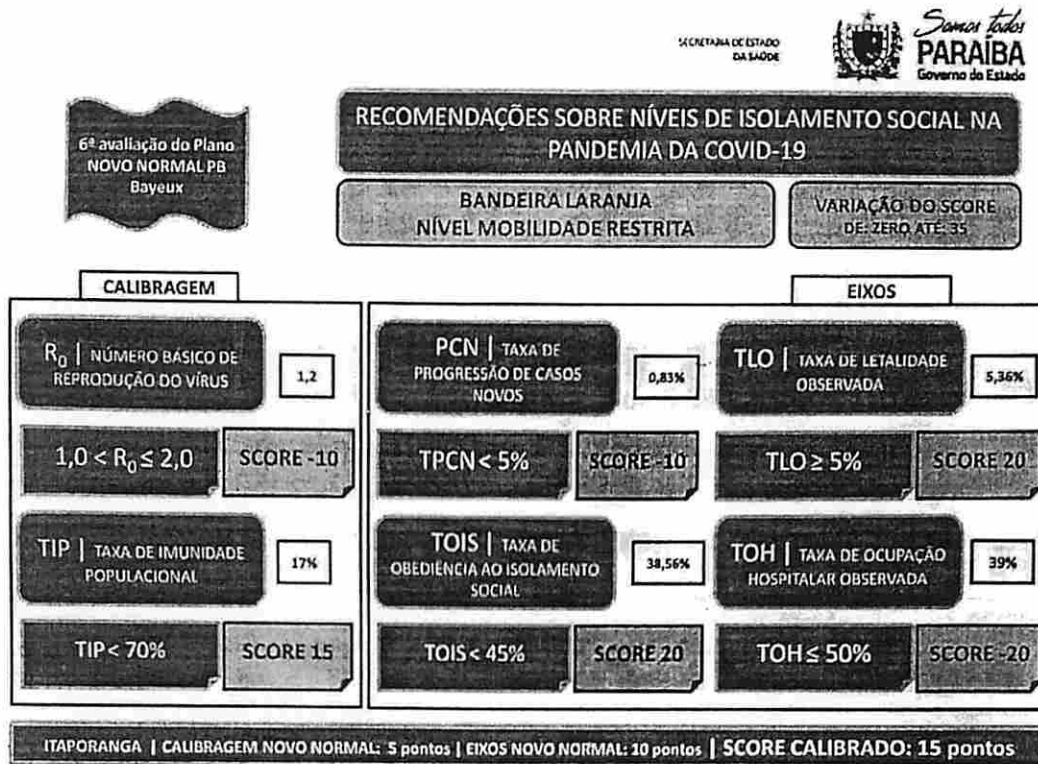 SECRETARIA DE ESTADO
DA SAÚDE
Somos todos
PARAÍBA
Governo do Estado
6ª avaliação do Plano
NOVO NORMAL PB
Bayeux
RECOMENDAÇÕES SOBRE NÍVEIS DE ISOLAMENTO SOCIAL NA
PANDEMIA DA COVID-19
BANDEIRA LARANJA
NÍVEL MOBILIDADE RESTRITA
VARIAÇÃO DO SCORE
DE: ZERO ATÉ: 35
CALIBRAGEM
R₀ | NÚMERO BÁSICO DE
REPRODUÇÃO DO VÍRUS
1,2
1,0 < R₀ ≤ 2,0
SCORE -10
TIP | TAXA DE IMUNIDADE
POPULACIONAL
17%
TIP < 70%
SCORE 15
EIXOS
PCN | TAXA DE
PROGRESSÃO DE CASOS
NOVOS
0,83%
TLO | TAXA DE LETALIDADE
OBSERVADA
5,36%
TPCN < 5%
SCORE -10
TLO ≥ 5%
SCORE 20
TOIS | TAXA DE
OBEDIÊNCIA AO ISOLAMENTO
SOCIAL
38,56%
TOH | TAXA DE OCUPAÇÃO
HOSPITALAR OBSERVADA
39%
TOIS < 45%
SCORE 20
TOH ≤ 50%
SCORE -20
ITAPORANGA | CALIBRAGEM NOVO NORMAL: 5 pontos | EIXOS NOVO NORMAL: 10 pontos | SCORE CALIBRADO: 15 pontos